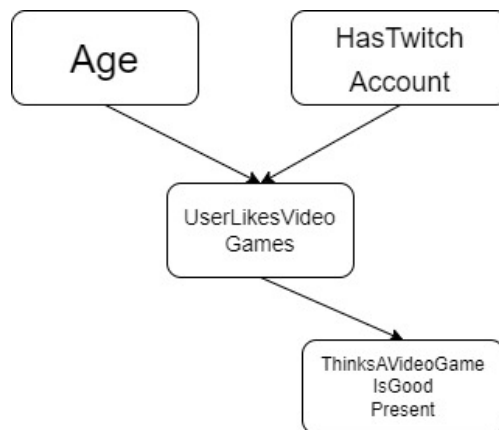 Age
HasTwitch
Account
UserLikesVideo
Games
ThinksAVideoGame
IsGood
Present